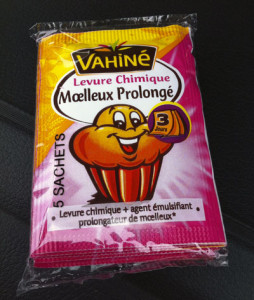 VAHINÉ
Levure Chimique
Mœlleux Prolongé
3
Jours
5 SACHETS
Levure chimique + agent émulsifiant
prolongateur de mœlleux*